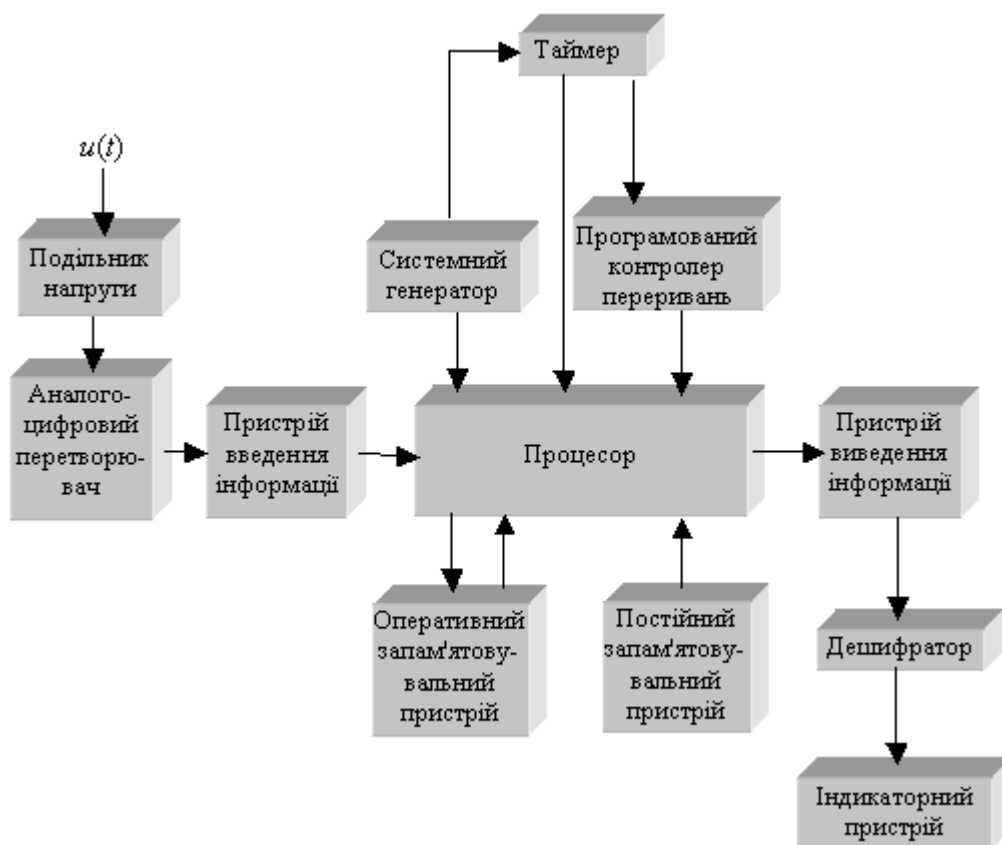 Таймер
u(t)
Подільник
напруги
Системний
генератор
Програмований
контролер
переривань
Аналого-
цифровий
перетворю-
вач
Пристрій
введення
інформації
Процесор
Пристрій
виведення
інформації
Оперативний
запам'ятову-
вальний
пристрій
Постійний
запам'ятову-
вальний
пристрій
Дешифратор
Індикаторний
пристрій